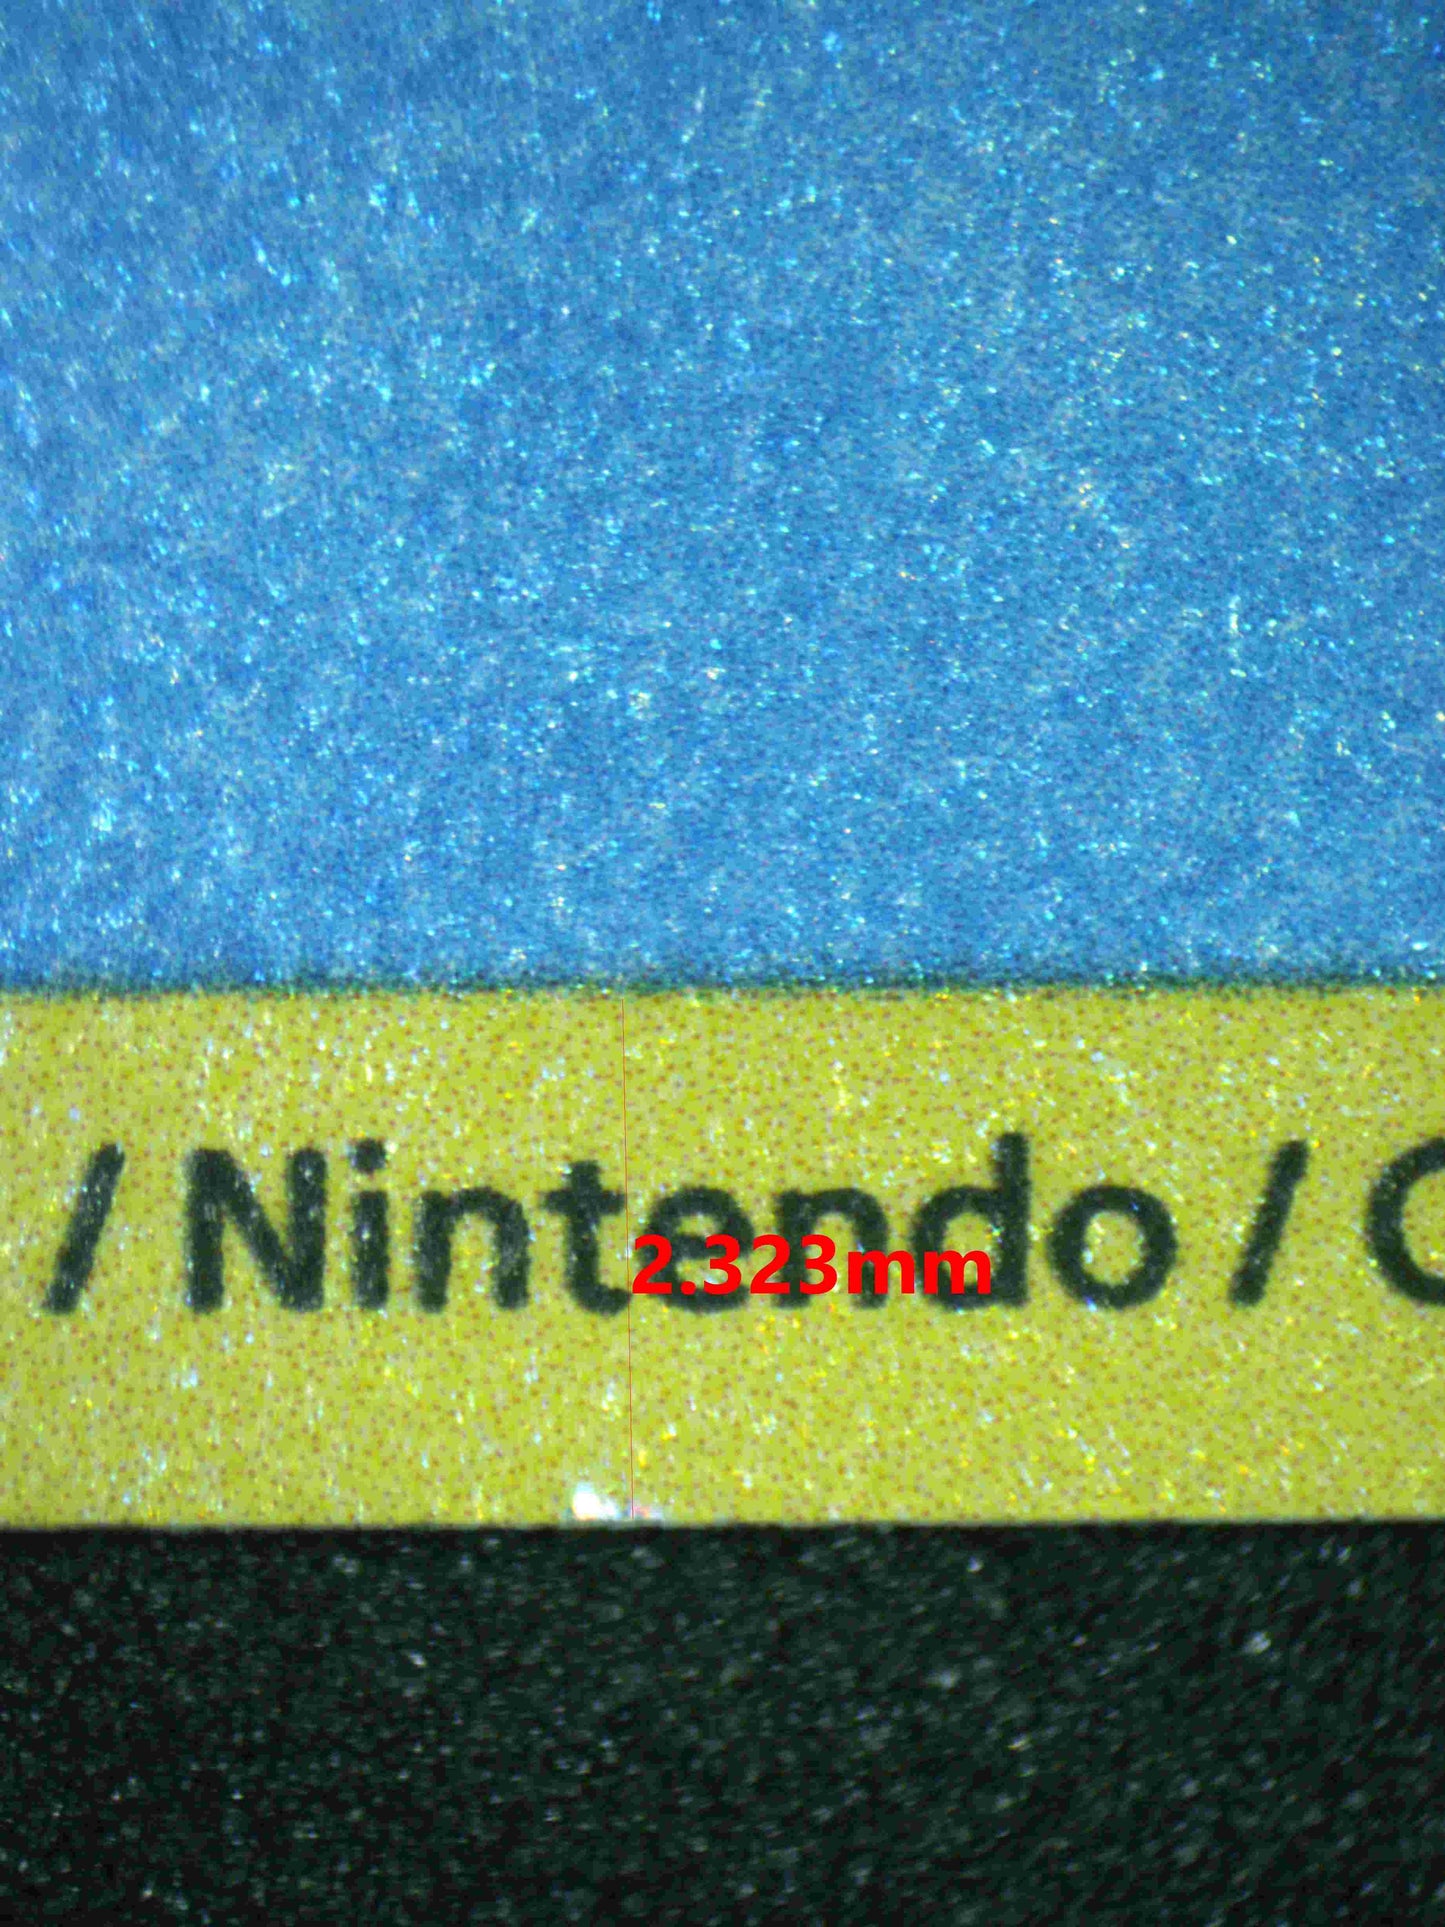 / Nintendo / C
2.323mm